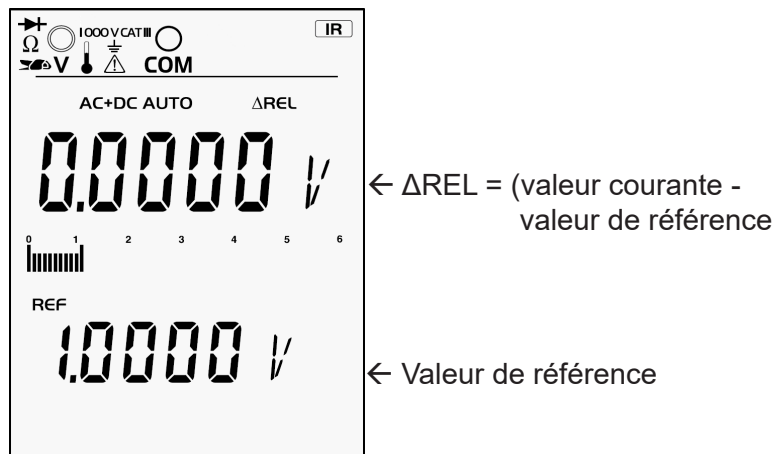 1000 V CAT III IR
Ω V COM
AC+DC AUTO ΔREL
0.0000 V
← ΔREL = (valeur courante -
valeur de référence
0 1 2 3 4 5 6
REF
1.0000 V
← Valeur de référence